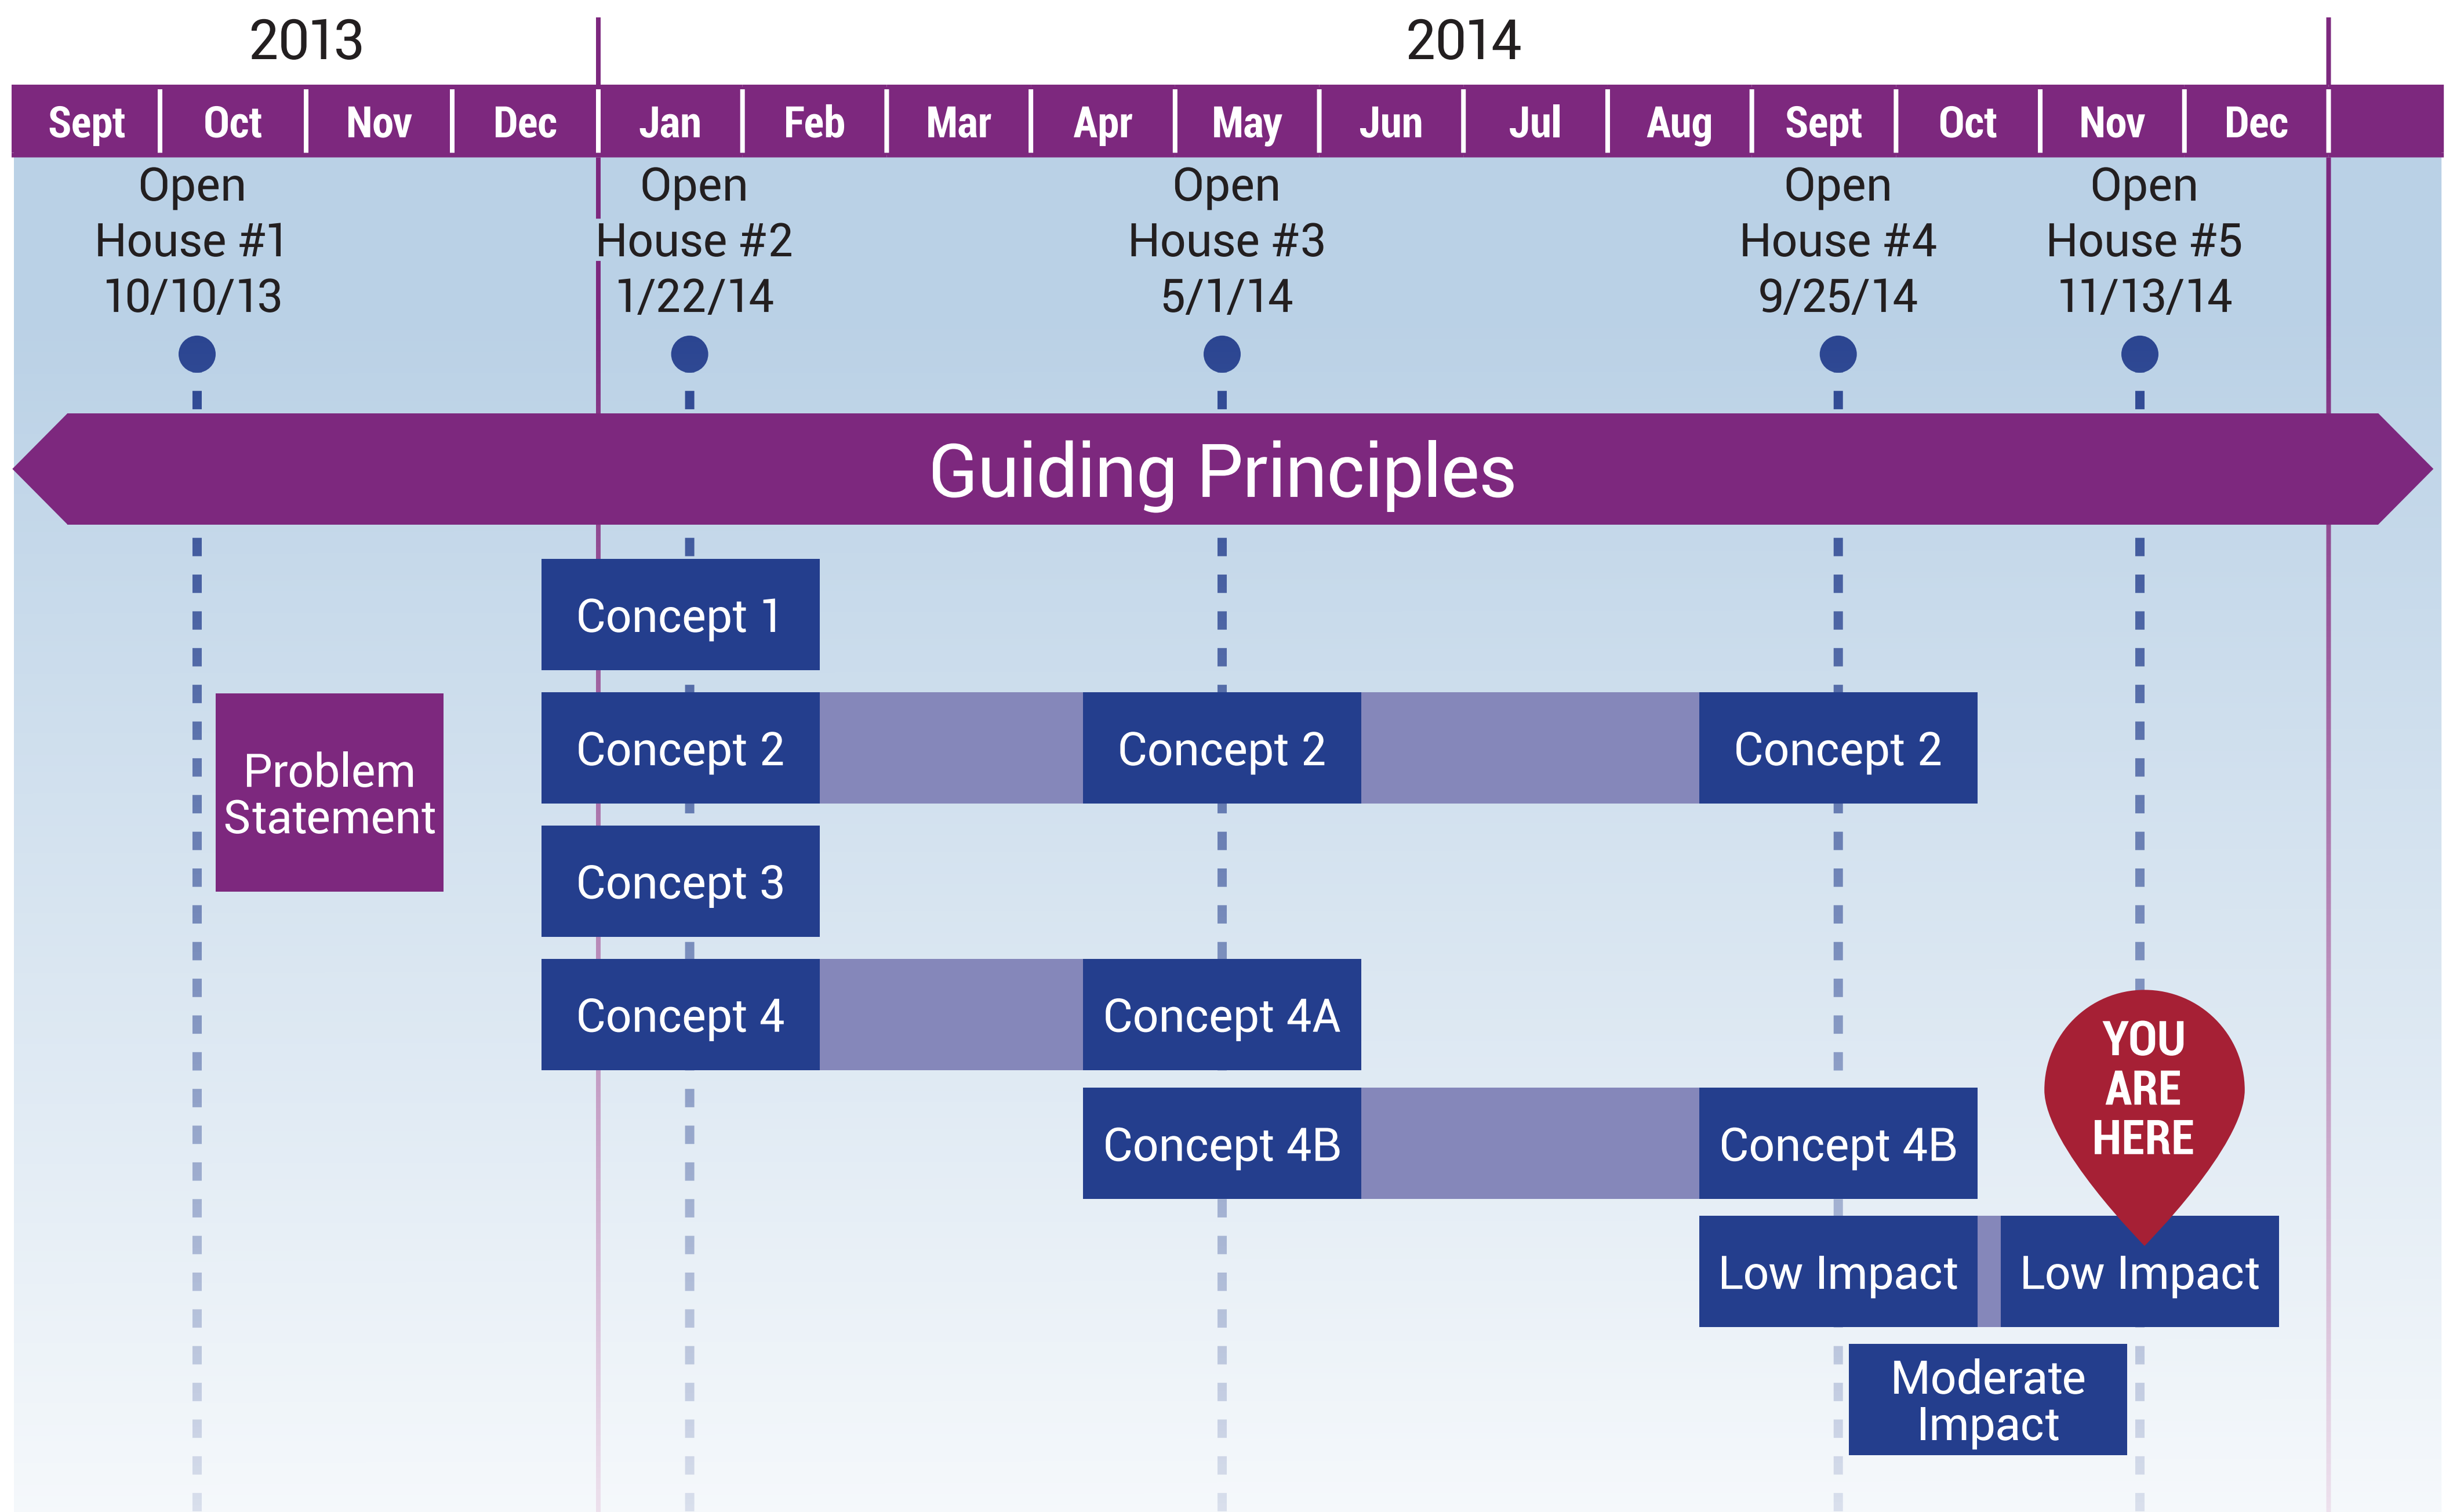 2013
2014
Sept Oct Nov Dec Jan Feb Mar Apr May Jun Jul Aug Sept Oct Nov Dec
Open
House #1
10/10/13
Open
House #2
1/22/14
Open
House #3
5/1/14
Open
House #4
9/25/14
Open
House #5
11/13/14
Guiding Principles
Concept 1
Problem
Statement
Concept 2
Concept 2
Concept 2
Concept 3
Concept 4
Concept 4A
Concept 4B
Concept 4B
YOU
ARE
HERE
Low Impact
Low Impact
Moderate
Impact